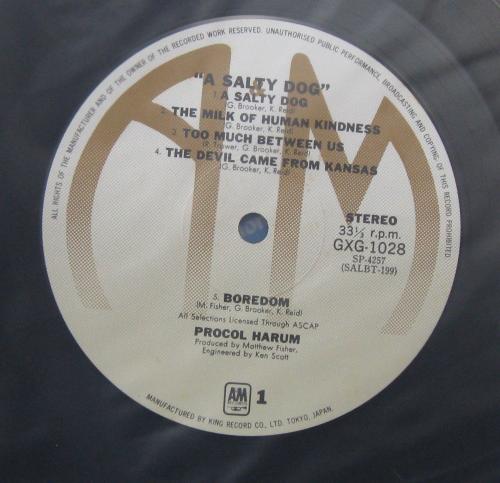 ALL RIGHTS OF THE MANUFACTURER AND OF THE OWNER OF THE RECORDED WORK RESERVED. UNAUTHORISED PUBLIC PERFORMANCE, BROADCASTING AND COPYING OF THIS RECORD PROHIBITED
"A SALTY DOG"
1. A SALTY DOG
(G. Brooker, K. Reid)
2. THE MILK OF HUMAN KINDNESS
(G. Brooker, K. Reid)
3. TOO MUCH BETWEEN US
(R. Trower, G. Brooker, K. Reid)
4. THE DEVIL CAME FROM KANSAS
(G. Brooker, K. Reid)
STEREO
33⅓ r.p.m.
GXG-1028
SP-4257
(SALBT-199)
5. BOREDOM
(M. Fisher, G. Brooker, K. Reid)
All Selections Licensed Through ASCAP
PROCOL HARUM
Produced by Matthew Fisher,
Engineered by Ken Scott
AM
1
MANUFACTURED BY KING RECORD CO., LTD. TOKYO, JAPAN.